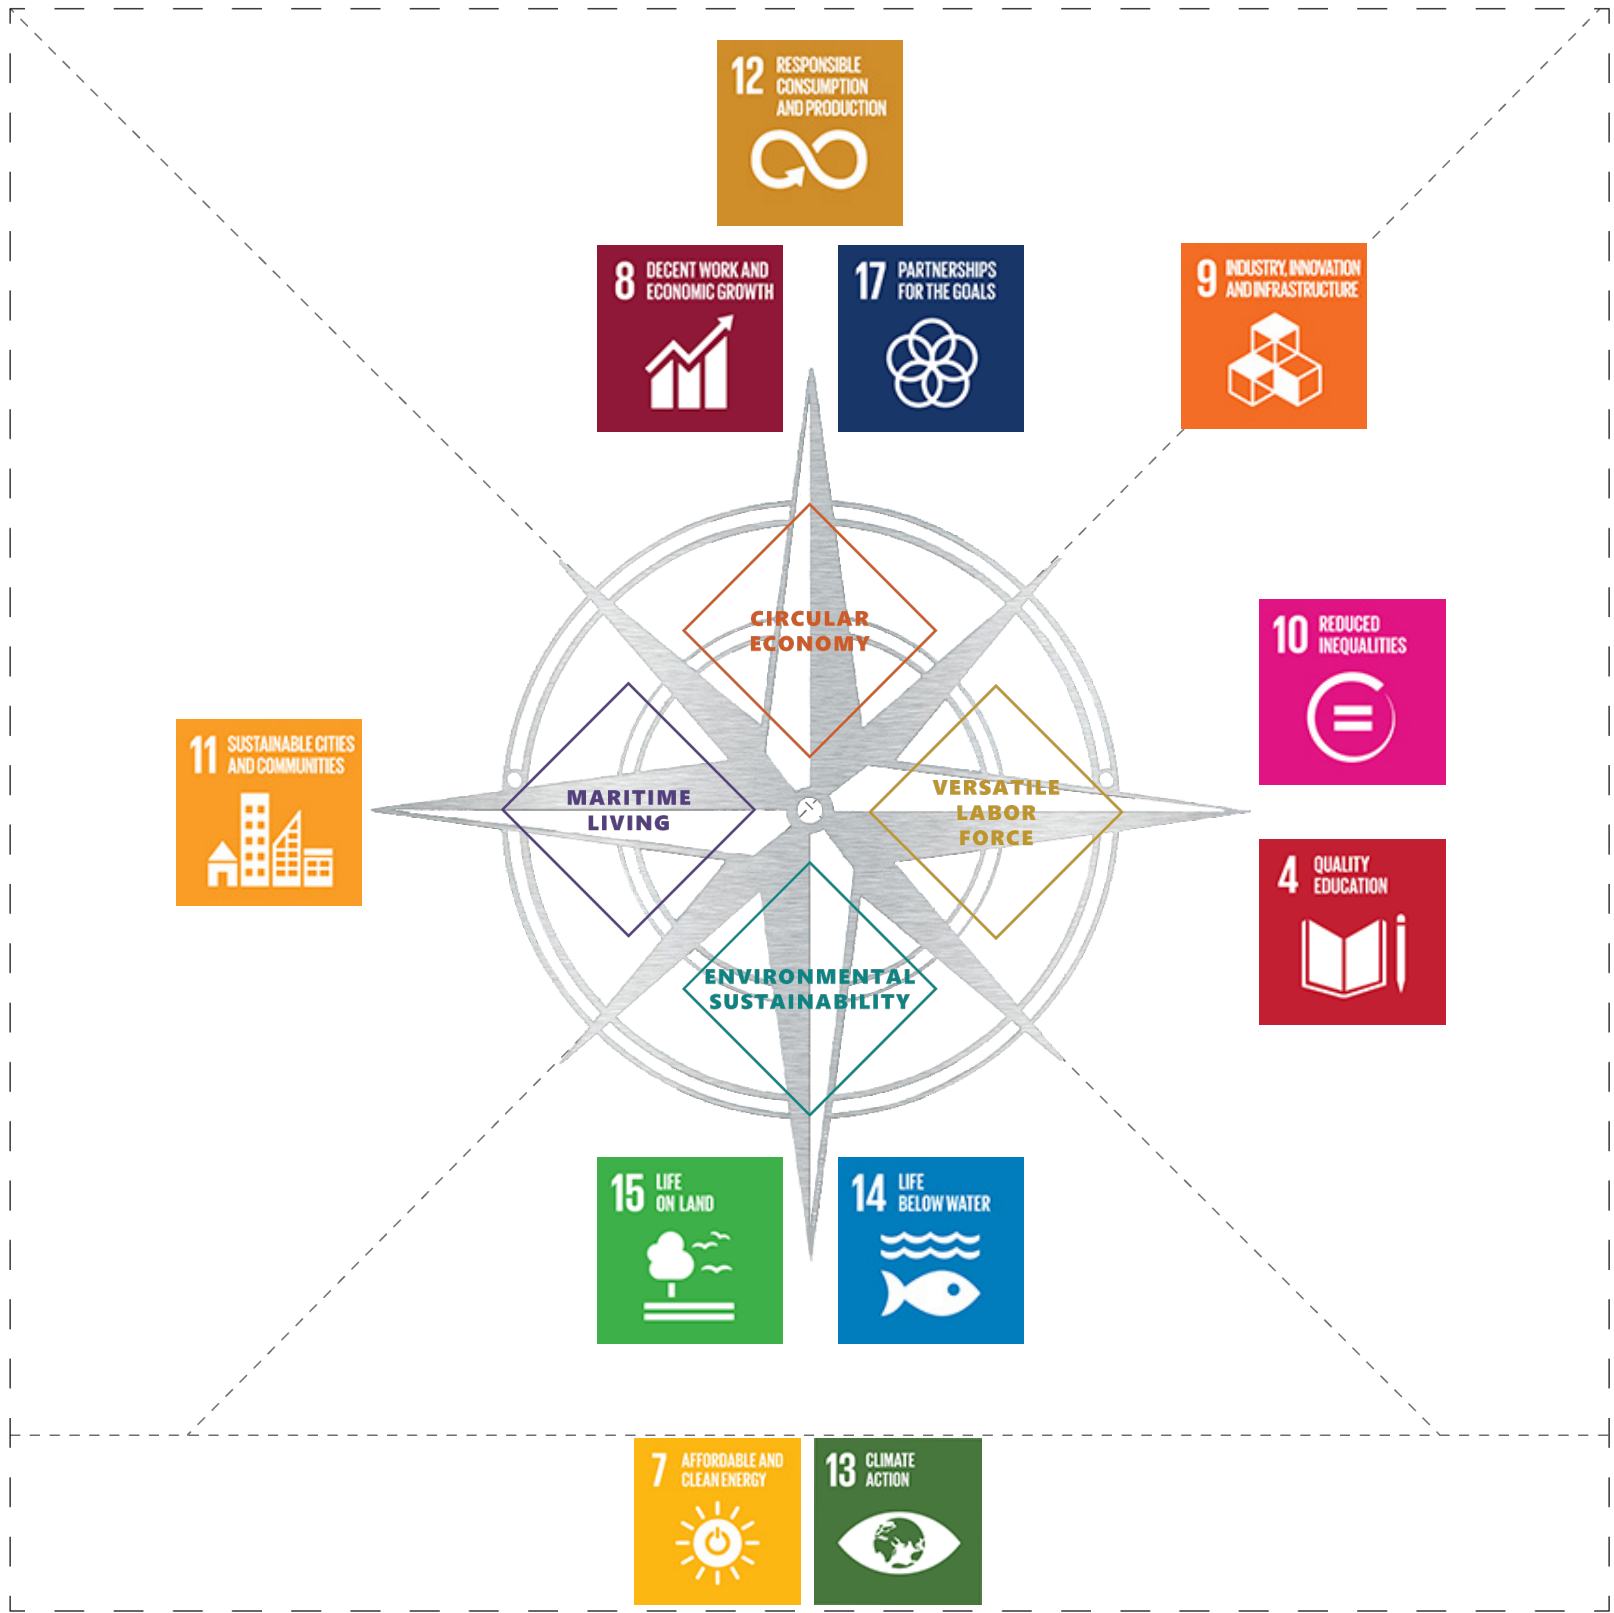 12 RESPONSIBLE
CONSUMPTION
AND PRODUCTION
8 DECENT WORK AND
ECONOMIC GROWTH
17 PARTNERSHIPS
FOR THE GOALS
9 INDUSTRY, INNOVATION
AND INFRASTRUCTURE
CIRCULAR
ECONOMY
10 REDUCED
INEQUALITIES
11 SUSTAINABLE CITIES
AND COMMUNITIES
MARITIME
LIVING
VERSATILE
LABOR
FORCE
4 QUALITY
EDUCATION
ENVIRONMENTAL
SUSTAINABILITY
15 LIFE
ON LAND
14 LIFE
BELOW WATER
7 AFFORDABLE AND
CLEAN ENERGY
13 CLIMATE
ACTION